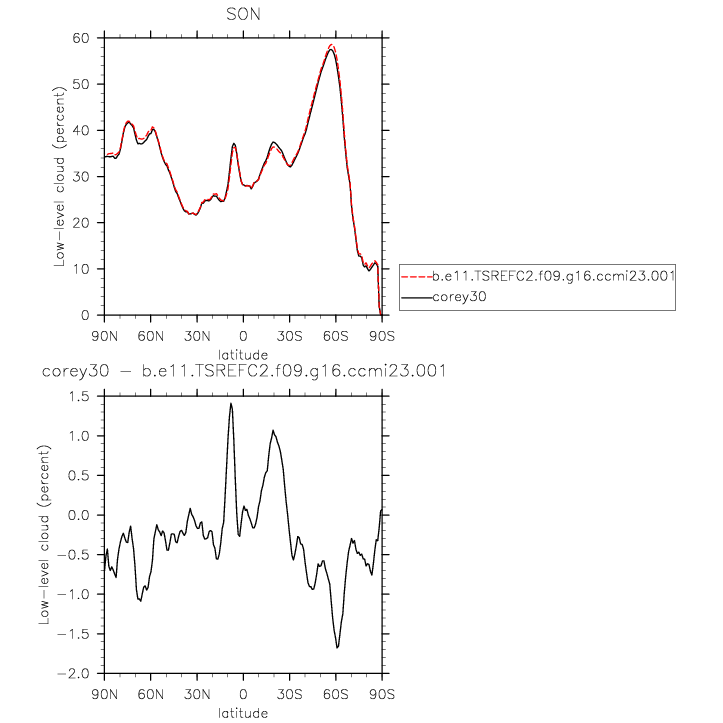 SON
Low-level cloud (percent)
60
50
40
30
20
10
0
90N 60N 30N 0 30S 60S 90S
latitude
b.e11.TSREFC2.f09.g16.ccmi23.001
corey30
corey30 - b.e11.TSREFC2.f09.g16.ccmi23.001
Low-level cloud (percent)
1.5
1.0
0.5
0.0
-0.5
-1.0
-1.5
-2.0
90N 60N 30N 0 30S 60S 90S
latitude